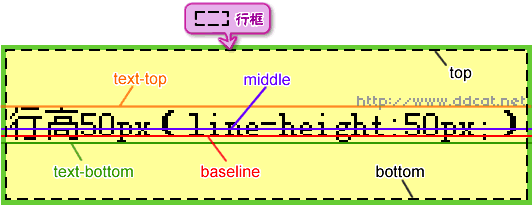 行框
top
text-top
middle
http://www.ddcat.net
行高50px(line-height:50px;)
text-bottom
baseline
bottom